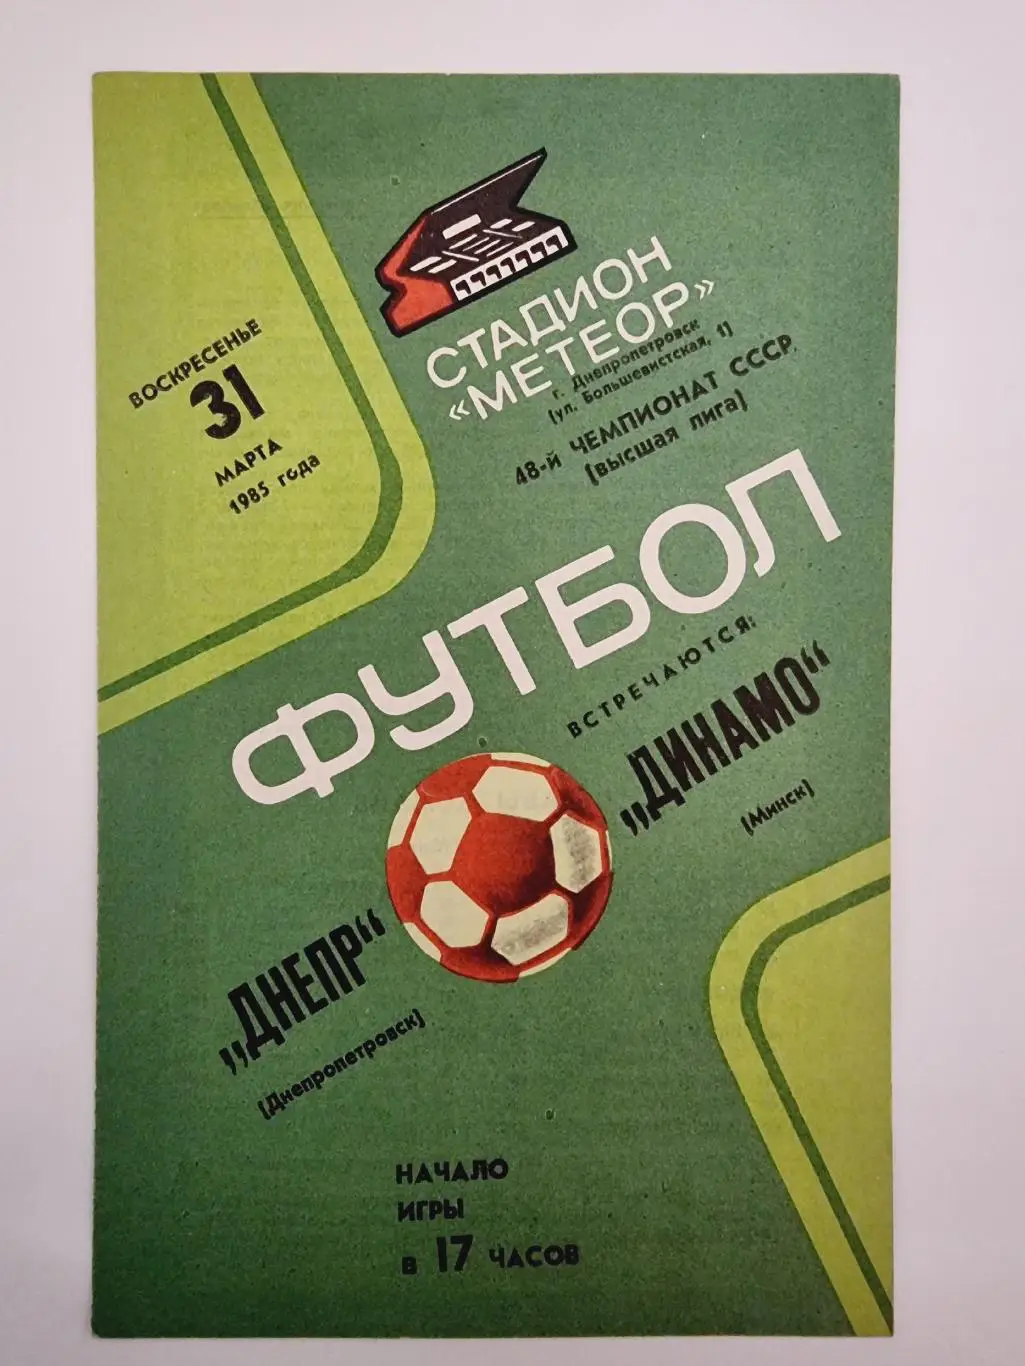 СТАДИОН
«МЕТЕОР»
г. Днепропетровск
(ул. Большевистская, 1)
48-й ЧЕМПИОНАТ СССР.
(высшая лига)
ВОСКРЕСЕНЬЕ
31
МАРТА
1985 года
ФУТБОЛ
ВСТРЕЧАЮТСЯ:
„ДИНАМО“
(Минск)
„ДНЕПР“
(Днепропетровск)
НАЧАЛО
ИГРЫ
в 17 ЧАСОВ